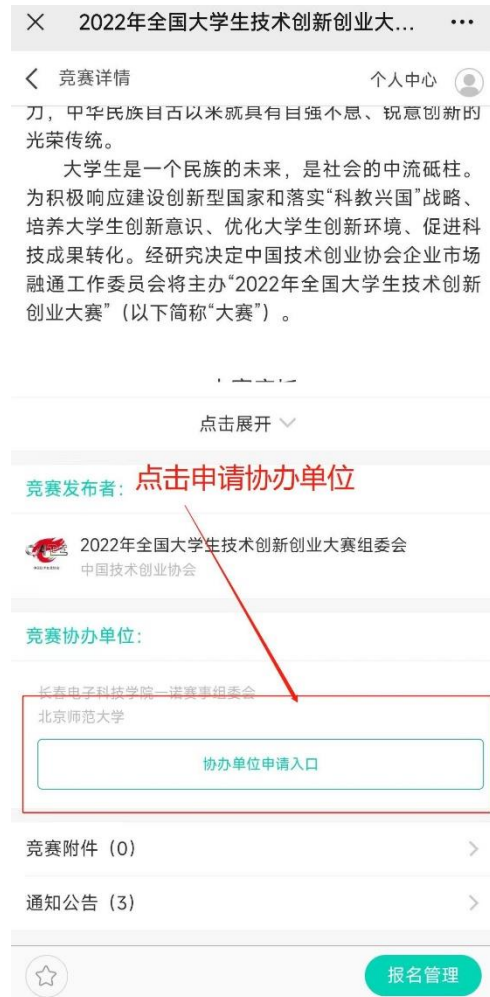 2022年全国大学生技术创新创业大...
竞赛详情
个人中心
力，中华民族自古以来就具有自强不息、锐意创新的
光荣传统。
大学生是一个民族的未来，是社会的中流砥柱。
为积极响应建设创新型国家和落实“科教兴国”战略、
培养大学生创新意识、优化大学生创新环境、促进科
技成果转化。经研究决定中国技术创业协会企业市场
融通工作委员会将主办“2022年全国大学生技术创新
创业大赛”（以下简称“大赛”）。
点击展开
竞赛发布者：
点击申请协办单位
2022年全国大学生技术创新创业大赛组委会
中国技术创业协会
竞赛协办单位：
长春电子科技学院一诺赛事组委会
北京师范大学
协办单位申请入口
竞赛附件（0）
通知公告（3）
报名管理